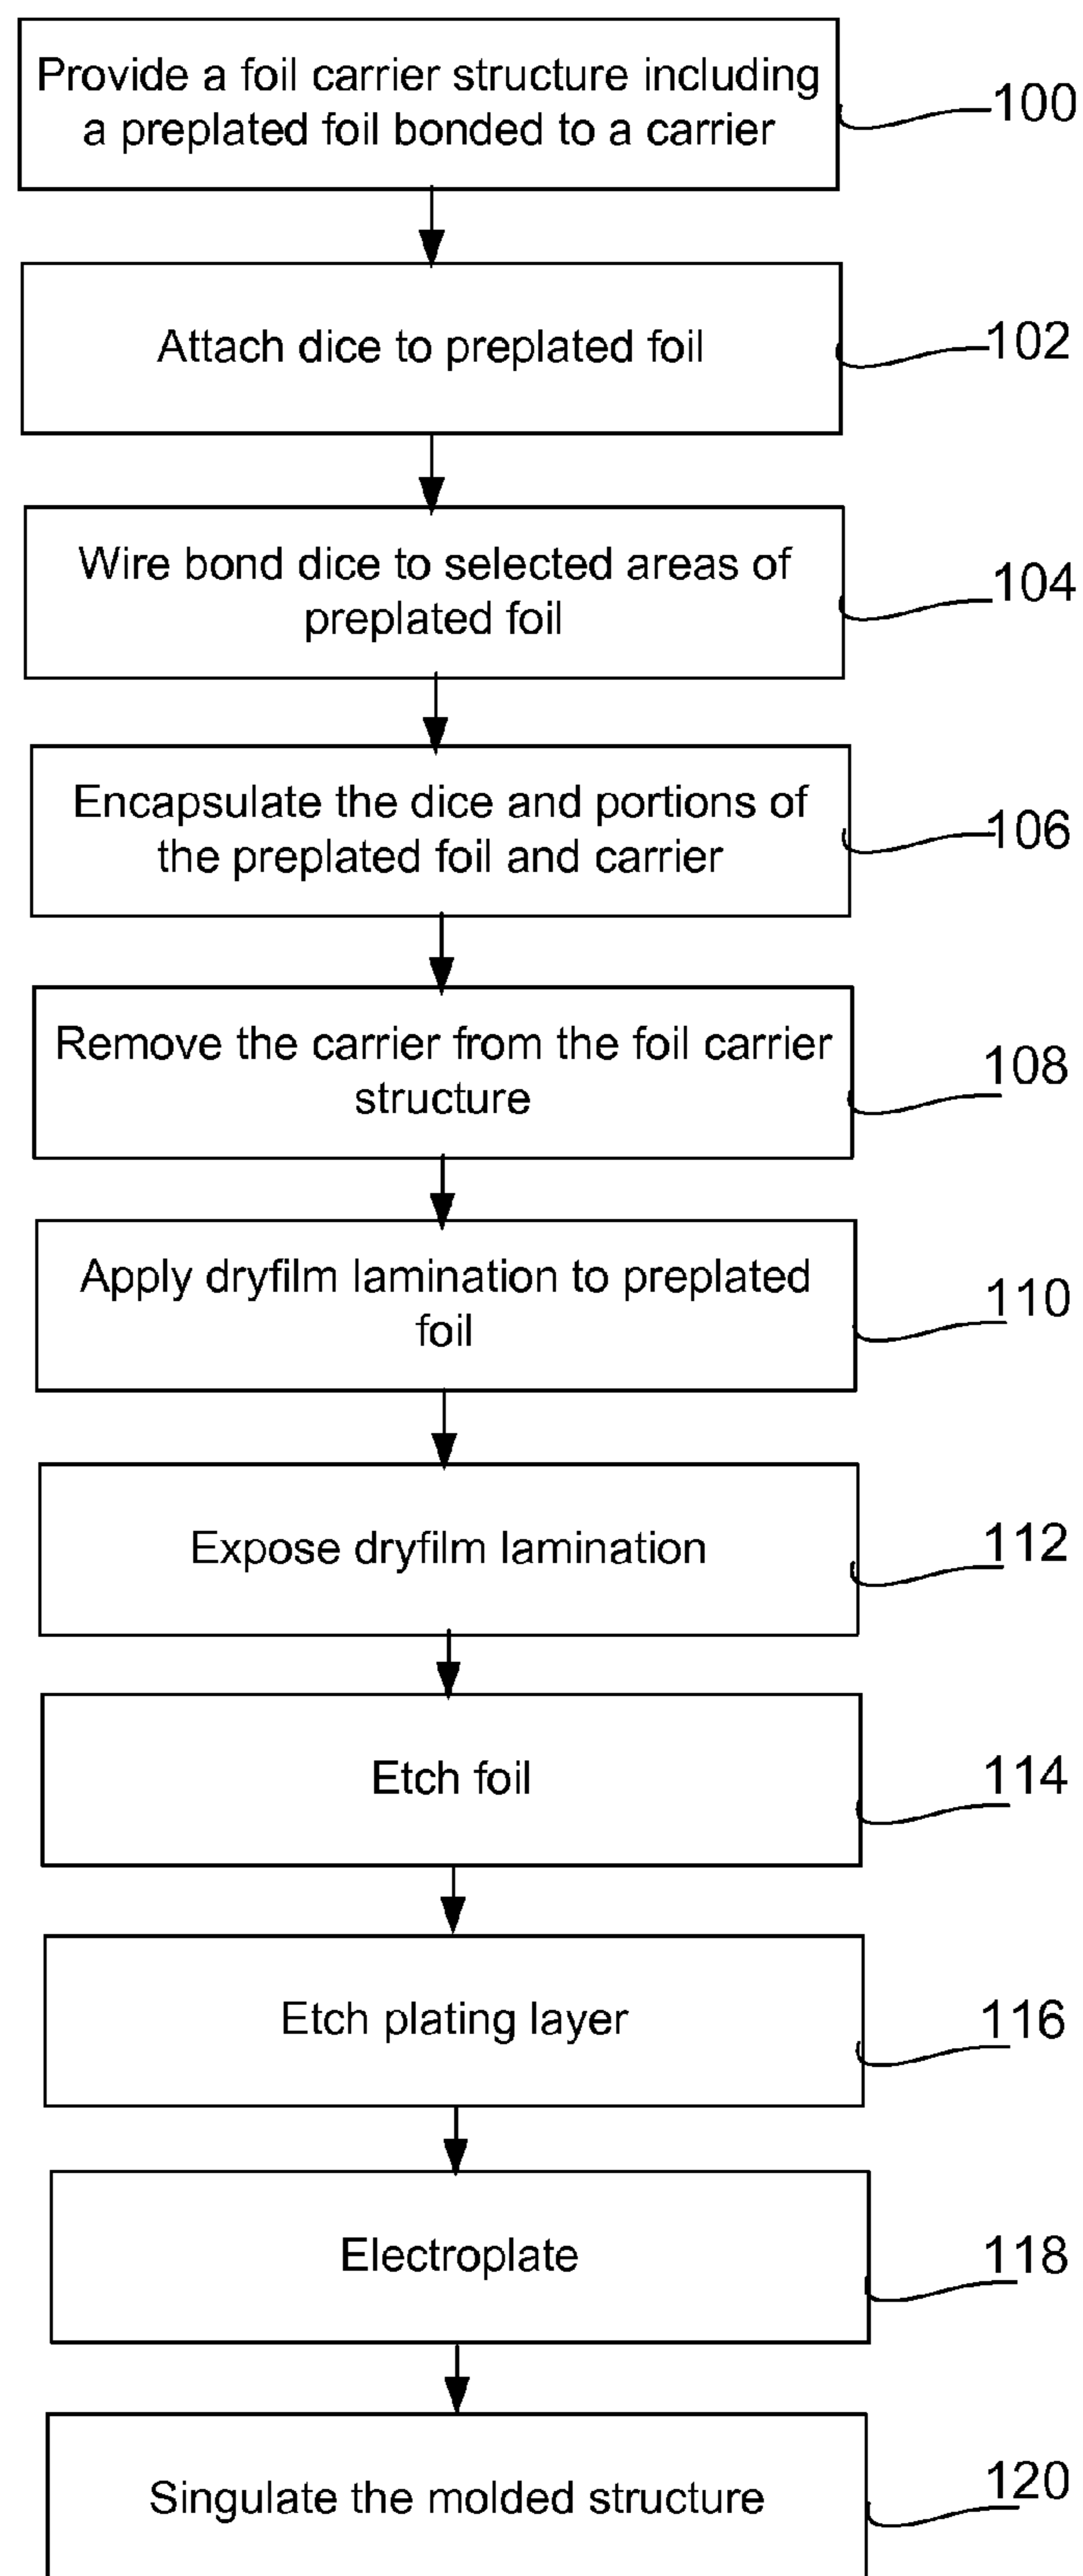 Provide a foil carrier structure including
a preplated foil bonded to a carrier
100
Attach dice to preplated foil
102
Wire bond dice to selected areas of
preplated foil
104
Encapsulate the dice and portions of
the preplated foil and carrier
106
Remove the carrier from the foil carrier
structure
108
Apply dryfilm lamination to preplated
foil
110
Expose dryfilm lamination
112
Etch foil
114
Etch plating layer
116
Electroplate
118
Singulate the molded structure
120